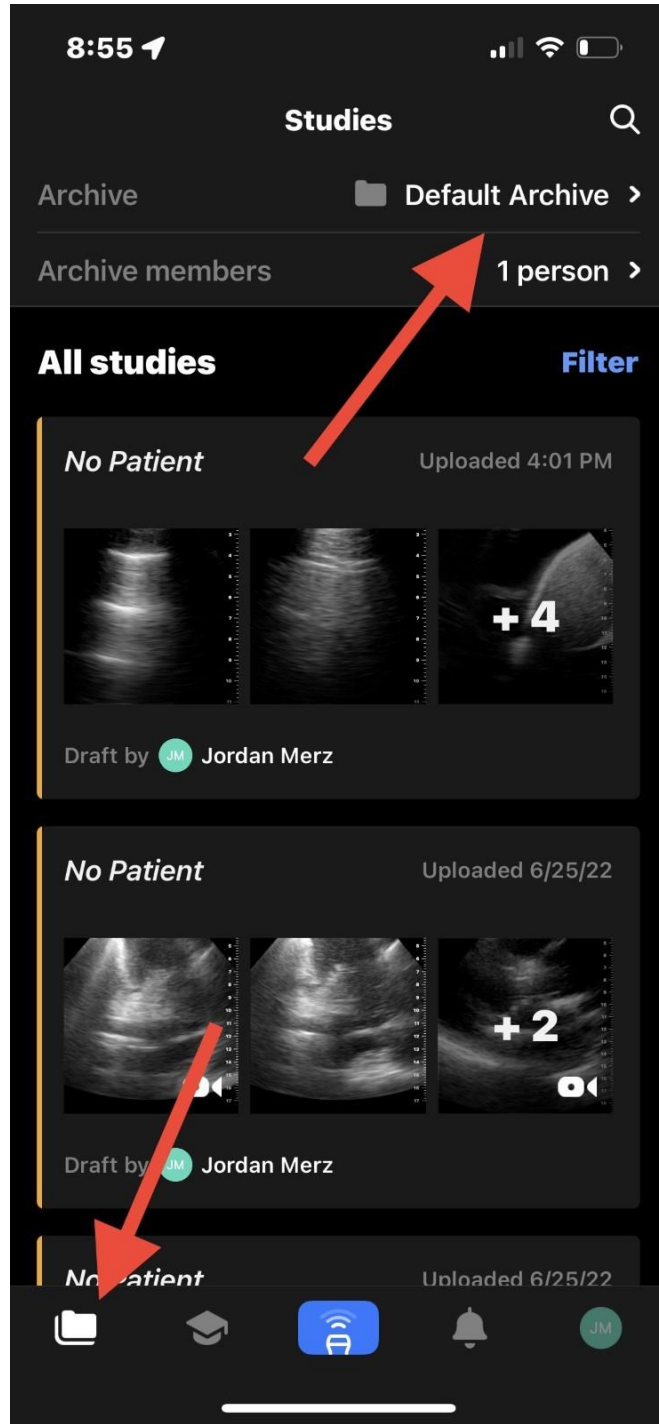 8:55
Studies
Archive Default Archive
Archive members 1 person
All studies Filter
No Patient Uploaded 4:01 PM
+ 4
Draft by JM Jordan Merz
No Patient Uploaded 6/25/22
+ 2
Draft by JM Jordan Merz
No Patient Uploaded 6/25/22
JM